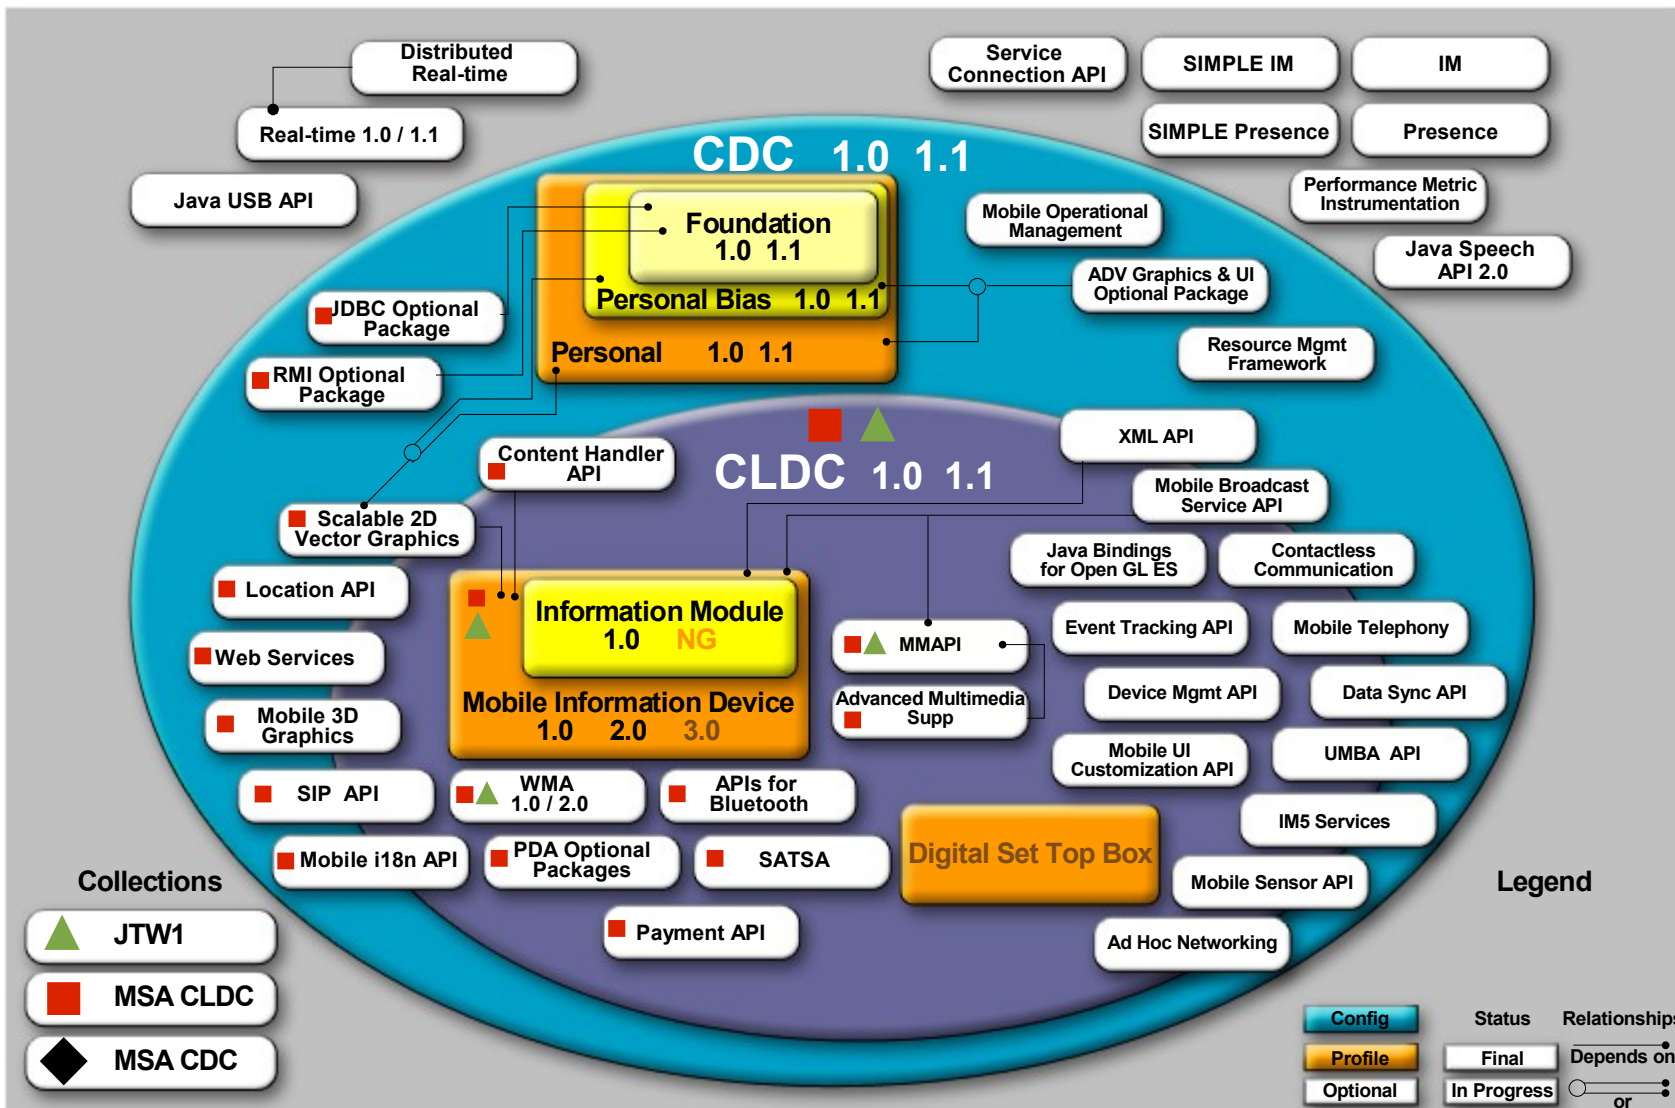 Distributed
Real-time
Real-time 1.0 / 1.1
Java USB API
Service
Connection API
SIMPLE IM
IM
SIMPLE Presence
Presence
Performance Metric
Instrumentation
Java Speech
API 2.0
CDC 1.0 1.1
Foundation
1.0 1.1
Personal Bias 1.0 1.1
Personal 1.0 1.1
Mobile Operational
Management
ADV Graphics & UI
Optional Package
Resource Mgmt
Framework
JDBC Optional
Package
RMI Optional
Package
Content Handler
API
Scalable 2D
Vector Graphics
CLDC 1.0 1.1
XML API
Mobile Broadcast
Service API
Java Bindings
for Open GL ES
Contactless
Communication
Location API
Web Services
Mobile 3D
Graphics
Information Module
1.0 NG
Mobile Information Device
1.0 2.0 3.0
MMAPI
Advanced Multimedia
Supp
Event Tracking API
Mobile Telephony
Device Mgmt API
Data Sync API
Mobile UI
Customization API
UMBA API
SIP API
WMA
1.0 / 2.0
APIs for
Bluetooth
IM5 Services
Mobile i18n API
PDA Optional
Packages
SATSA
Digital Set Top Box
Mobile Sensor API
Payment API
Ad Hoc Networking
Collections
JTW1
MSA CLDC
MSA CDC
Legend
Config
Status
Relationships
Profile
Final
Depends on
Optional
In Progress
or